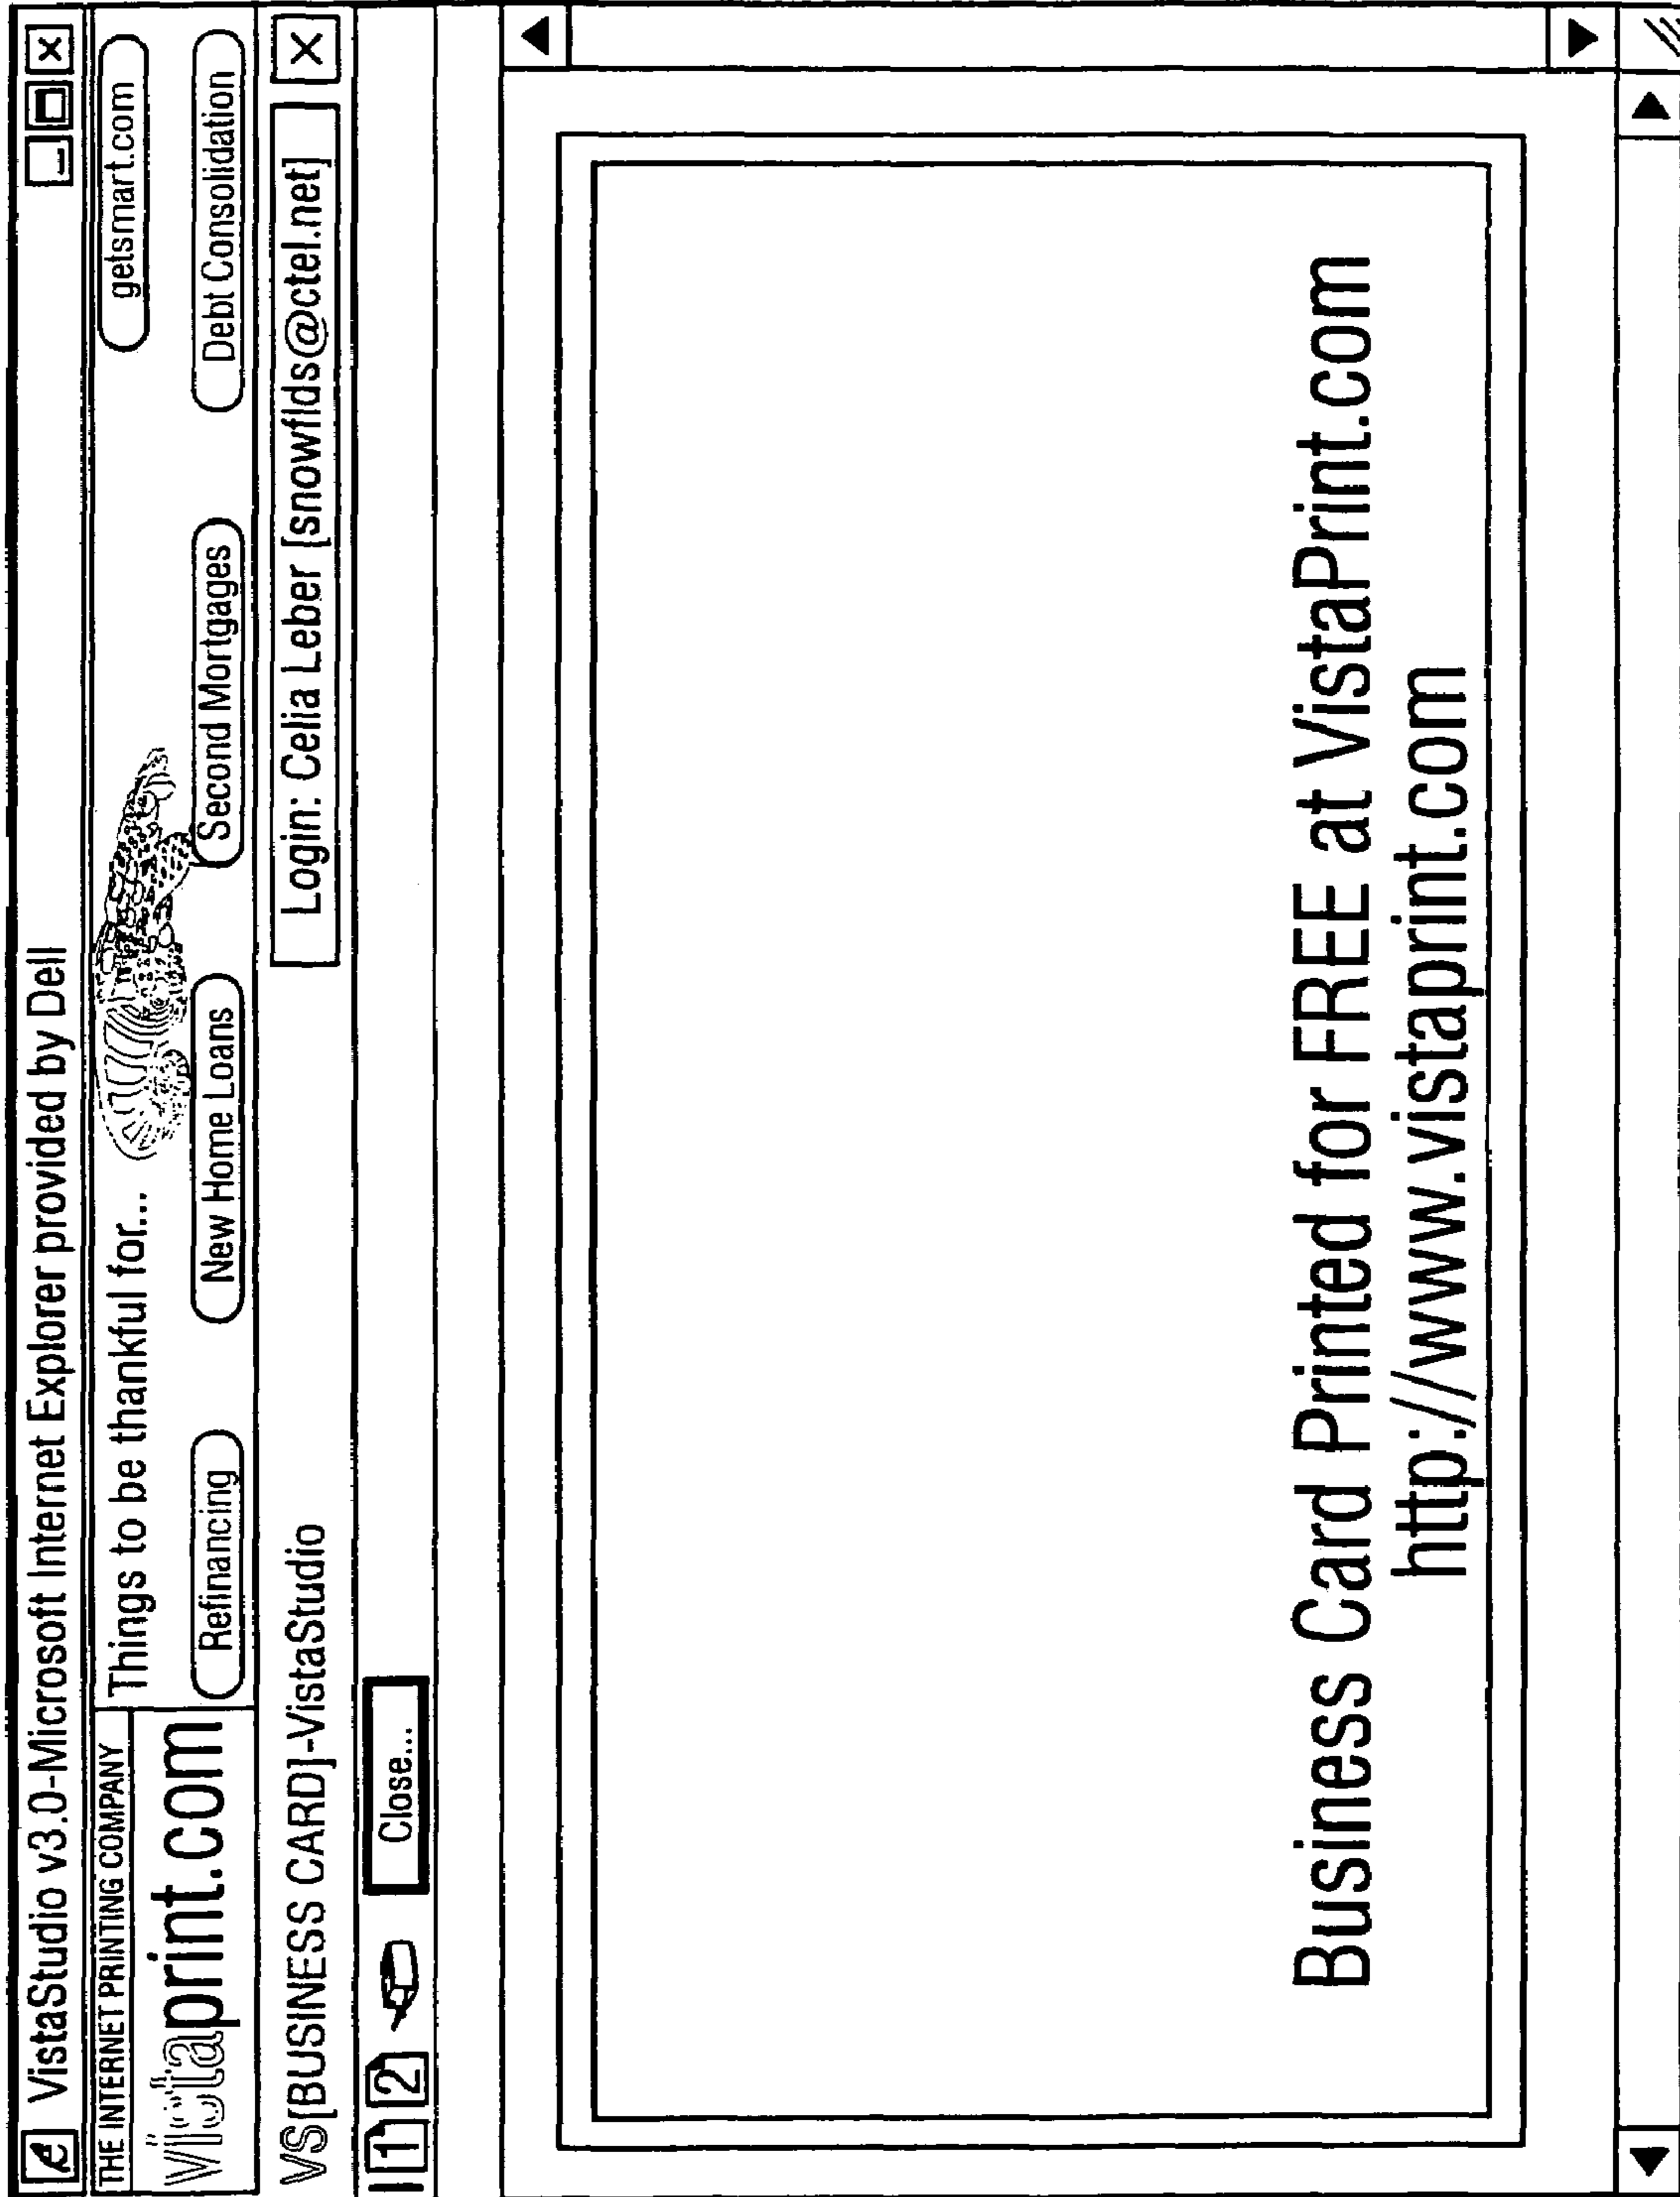 VistaStudio v3.0-Microsoft Internet Explorer provided by Dell
THE INTERNET PRINTING COMPANY
Vistaprint.com
Things to be thankful for...
getsmart.com
Refinancing
New Home Loans
Second Mortgages
Debt Consolidation
VS[BUSINESS CARD]-VistaStudio
Login: Celia Leber [snowflds@ctel.net]
1 2
Close...
Business Card Printed for FREE at VistaPrint.com
http://www.vistaprint.com